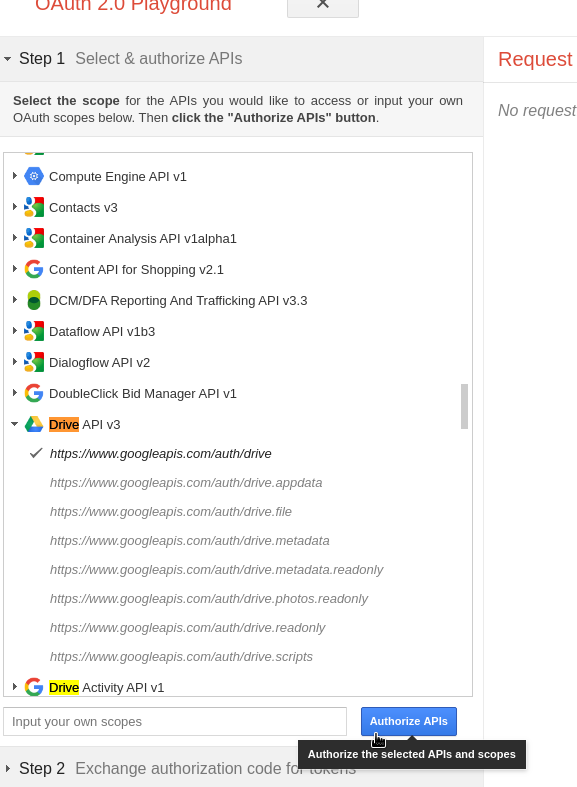 OAuth 2.0 Playground
Step 1 Select & authorize APIs
Request
Select the scope for the APIs you would like to access or input your own
OAuth scopes below. Then click the "Authorize APIs" button.
No request
Compute Engine API v1
Contacts v3
Container Analysis API v1alpha1
Content API for Shopping v2.1
DCM/DFA Reporting And Trafficking API v3.3
Dataflow API v1b3
Dialogflow API v2
DoubleClick Bid Manager API v1
Drive API v3
https://www.googleapis.com/auth/drive
https://www.googleapis.com/auth/drive.appdata
https://www.googleapis.com/auth/drive.file
https://www.googleapis.com/auth/drive.metadata
https://www.googleapis.com/auth/drive.metadata.readonly
https://www.googleapis.com/auth/drive.photos.readonly
https://www.googleapis.com/auth/drive.readonly
https://www.googleapis.com/auth/drive.scripts
Drive Activity API v1
Input your own scopes
Authorize APIs
Authorize the selected APIs and scopes
Step 2 Exchange authorization code for tokens